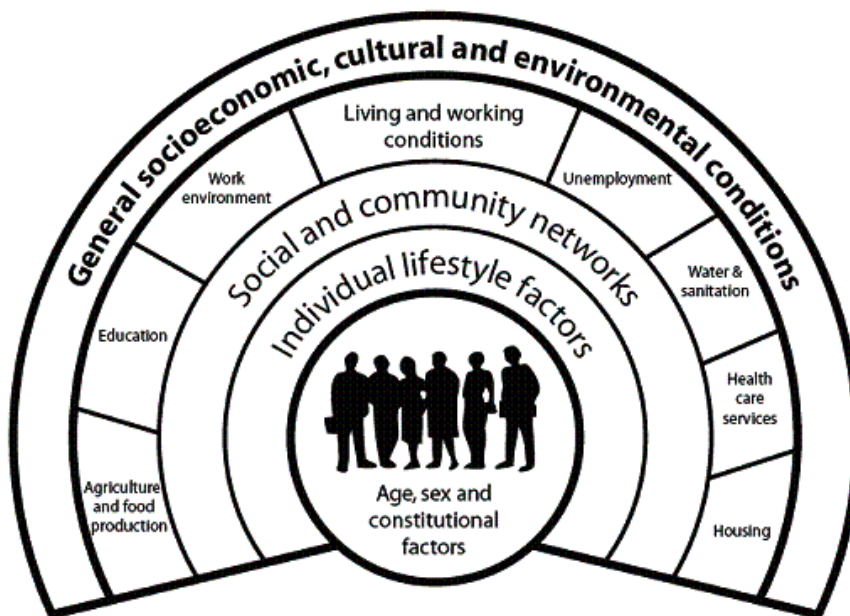 General socioeconomic, cultural and environmental conditions
Living and working
conditions
Work
environment
Unemployment
Social and community networks
Water &
sanitation
Individual lifestyle factors
Education
Health
care
services
Agriculture
and food
production
Age, sex and
constitutional
factors
Housing